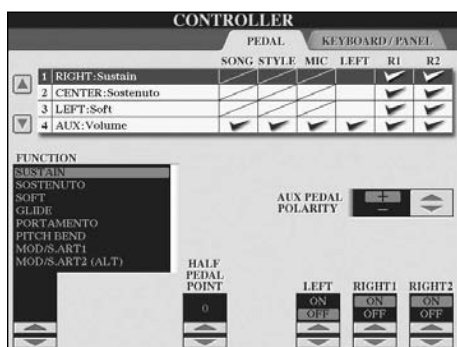 CONTROLLER
PEDAL KEYBOARD/PANEL
SONG STYLE MIC LEFT R1 R2
1 RIGHT:Sustain
2 CENTER:Sostenuto
3 LEFT:Soft
4 AUX:Volume
FUNCTION
SUSTAIN
SOSTENUTO
SOFT
GLIDE
PORTAMENTO
PITCH BEND
MOD/S.ART1
MOD/S.ART2 (ALT)
AUX PEDAL
POLARITY
+
−
HALF
PEDAL
POINT
0
LEFT RIGHT1 RIGHT2
ON ON ON
OFF OFF OFF